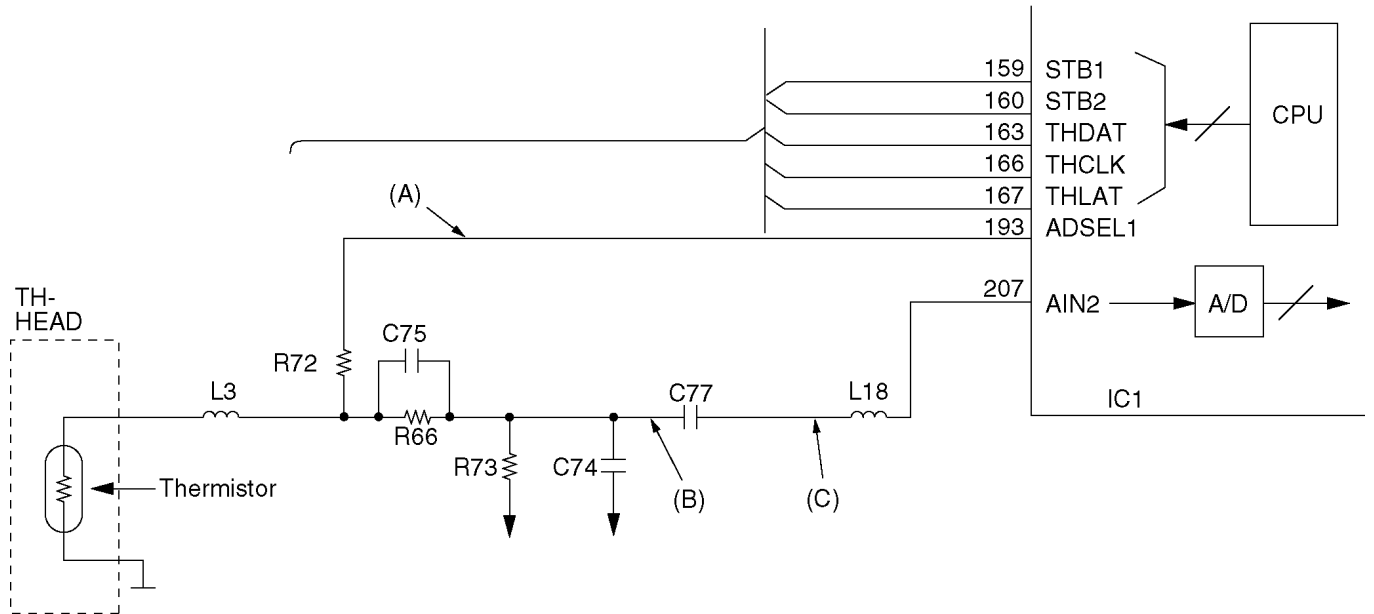 159 STB1
160 STB2
163 THDAT
166 THCLK
167 THLAT
193 ADSEL1
CPU
(A)
207 AIN2
A/D
TH-
HEAD
C75
R72
L3
C77
L18
IC1
R66
R73
C74
Thermistor
(B)
(C)